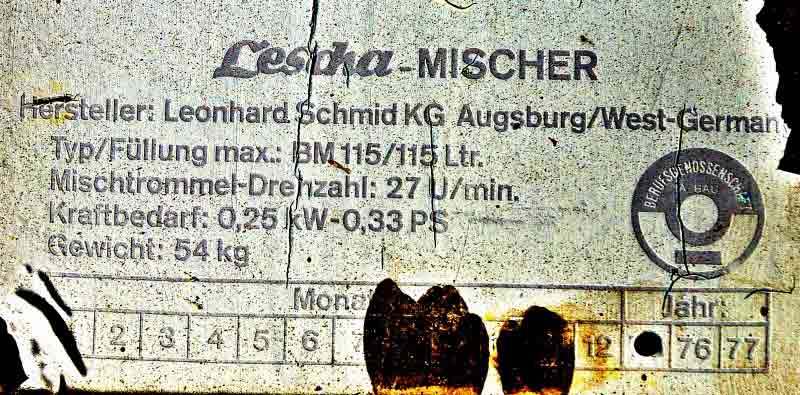 Lescha - MISCHER
Hersteller: Leonhard Schmid KG Augsburg/West-German
Typ/Füllung max.: BM 115/115 Ltr.
Mischtrommel-Drehzahl: 27 U/min.
Kraftbedarf: 0,25 kW-0,33 PS
Gewicht: 54 kg
BERUFSGENOSSENSCHAFT
BAU
Mona Jahr:
2 3 4 5 6 12 76 77